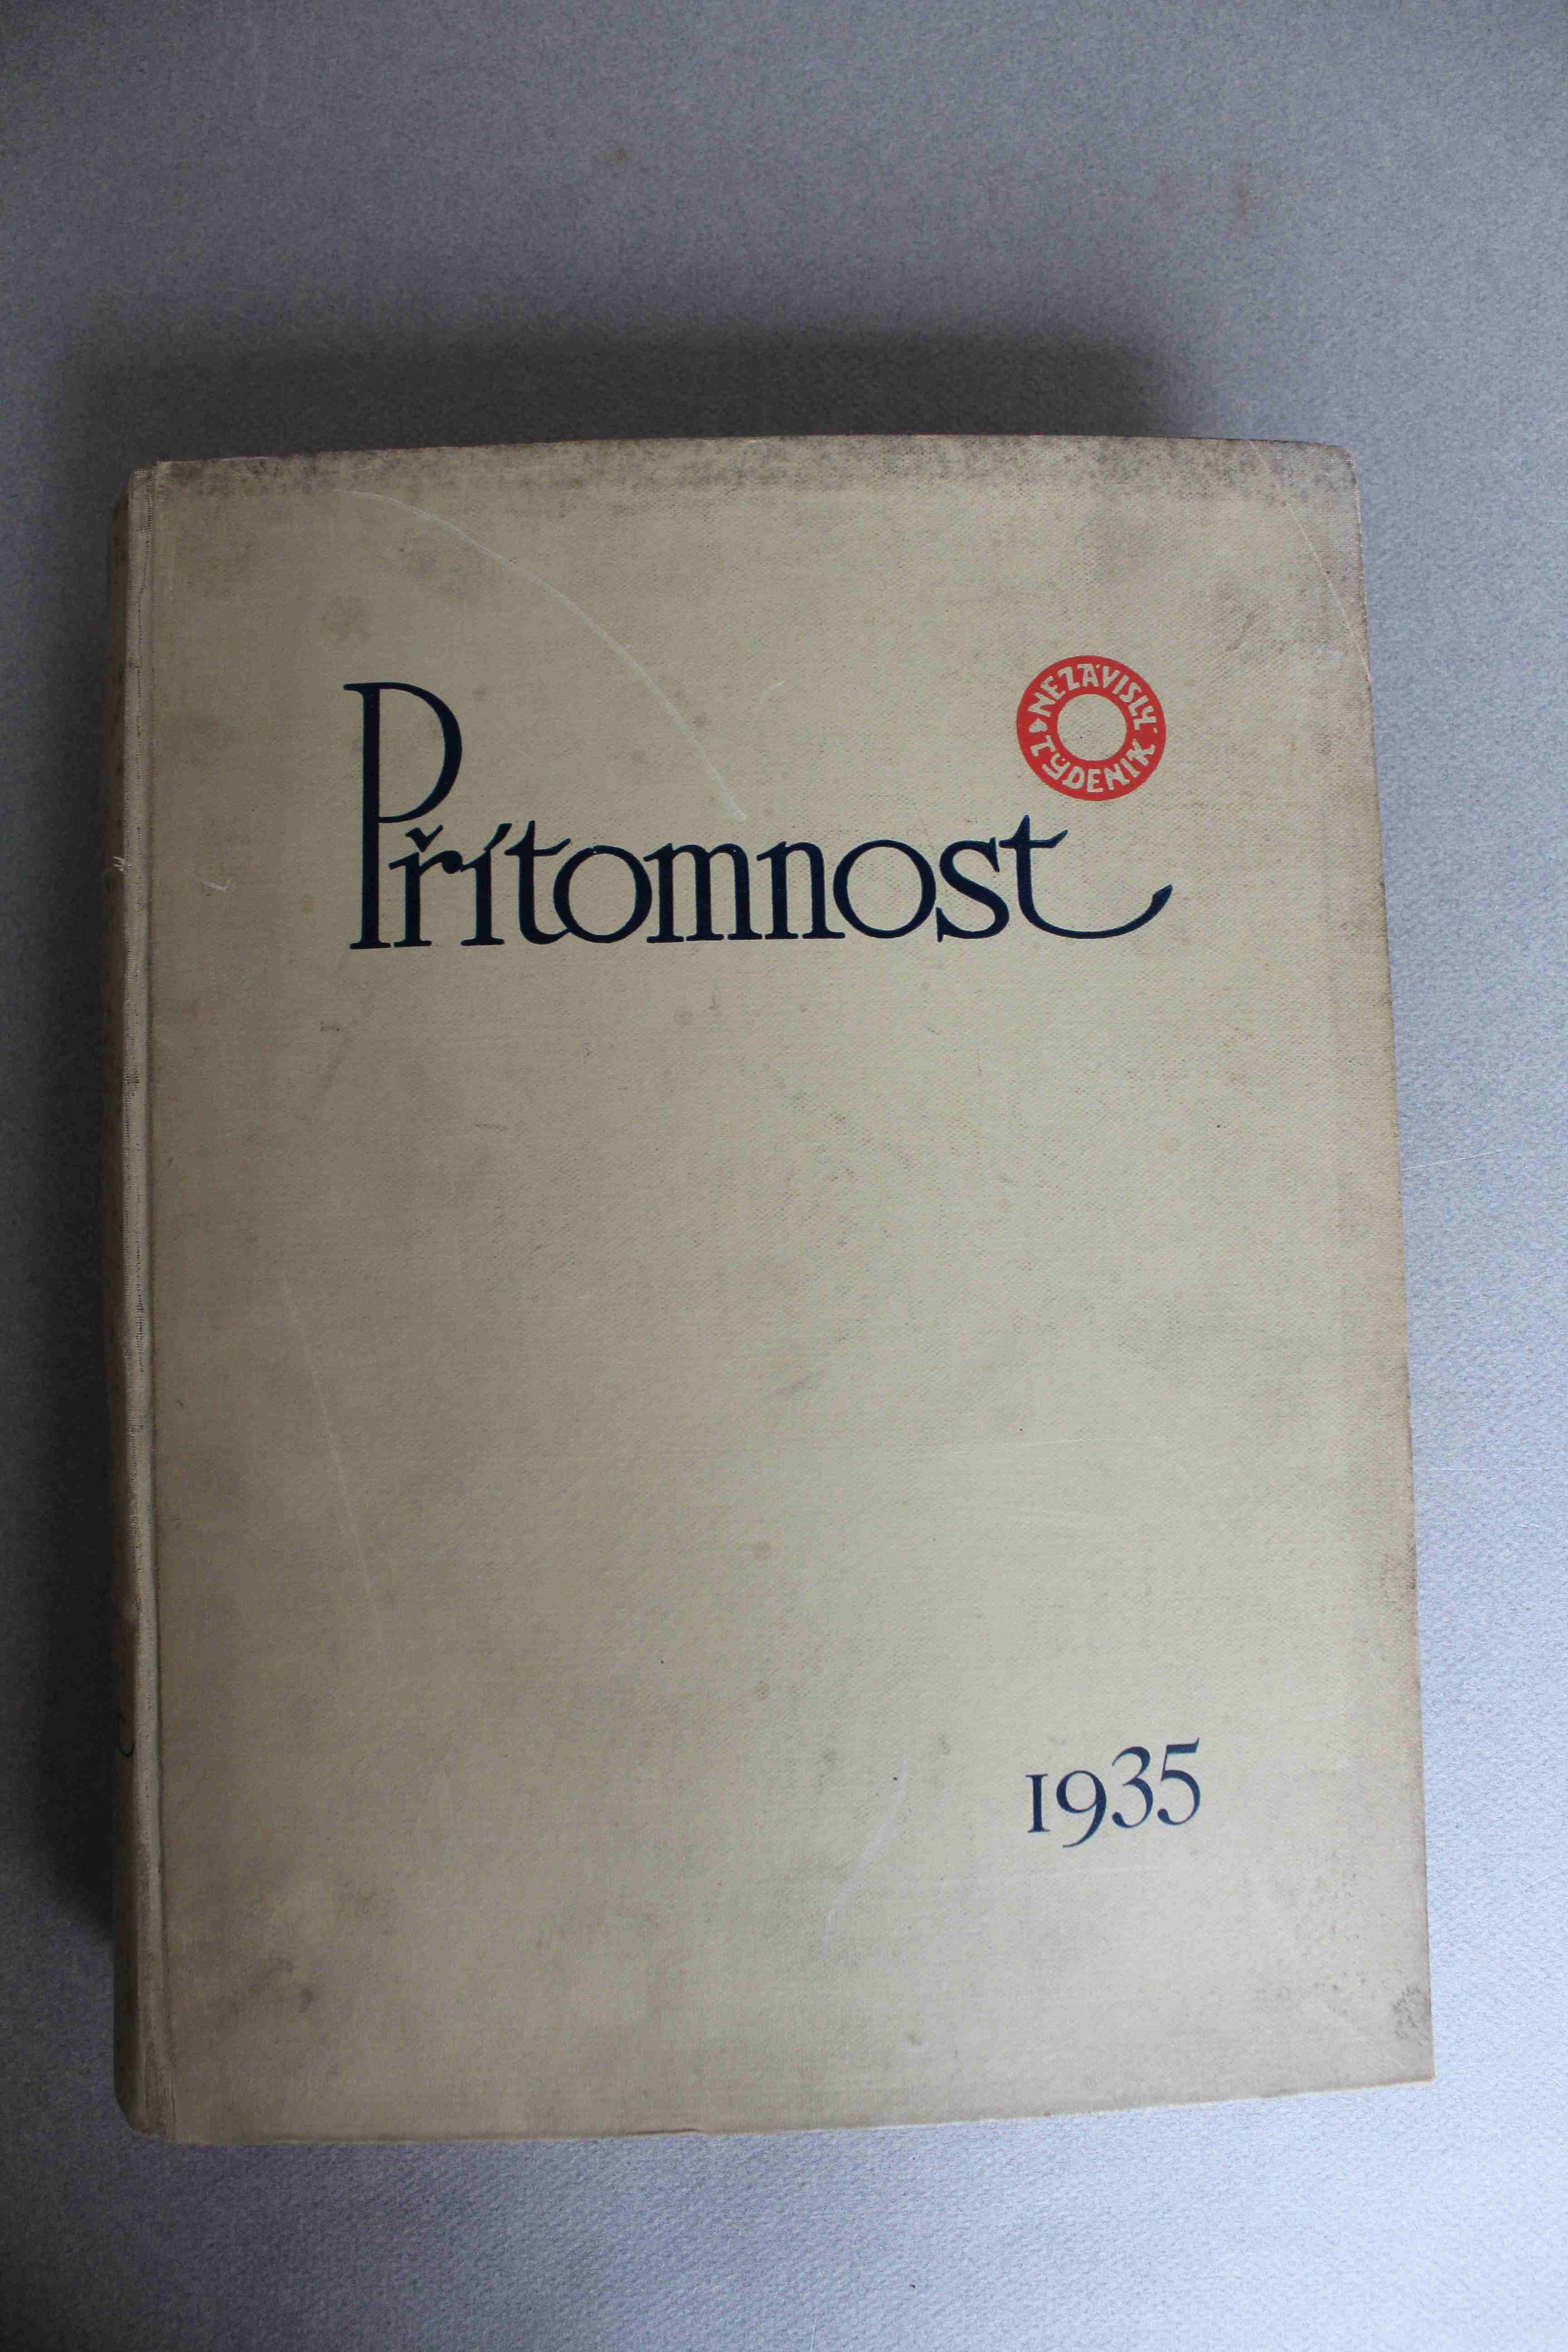 NEZÁVISLÝ
TÝDENÍK
Přítomnost
1935